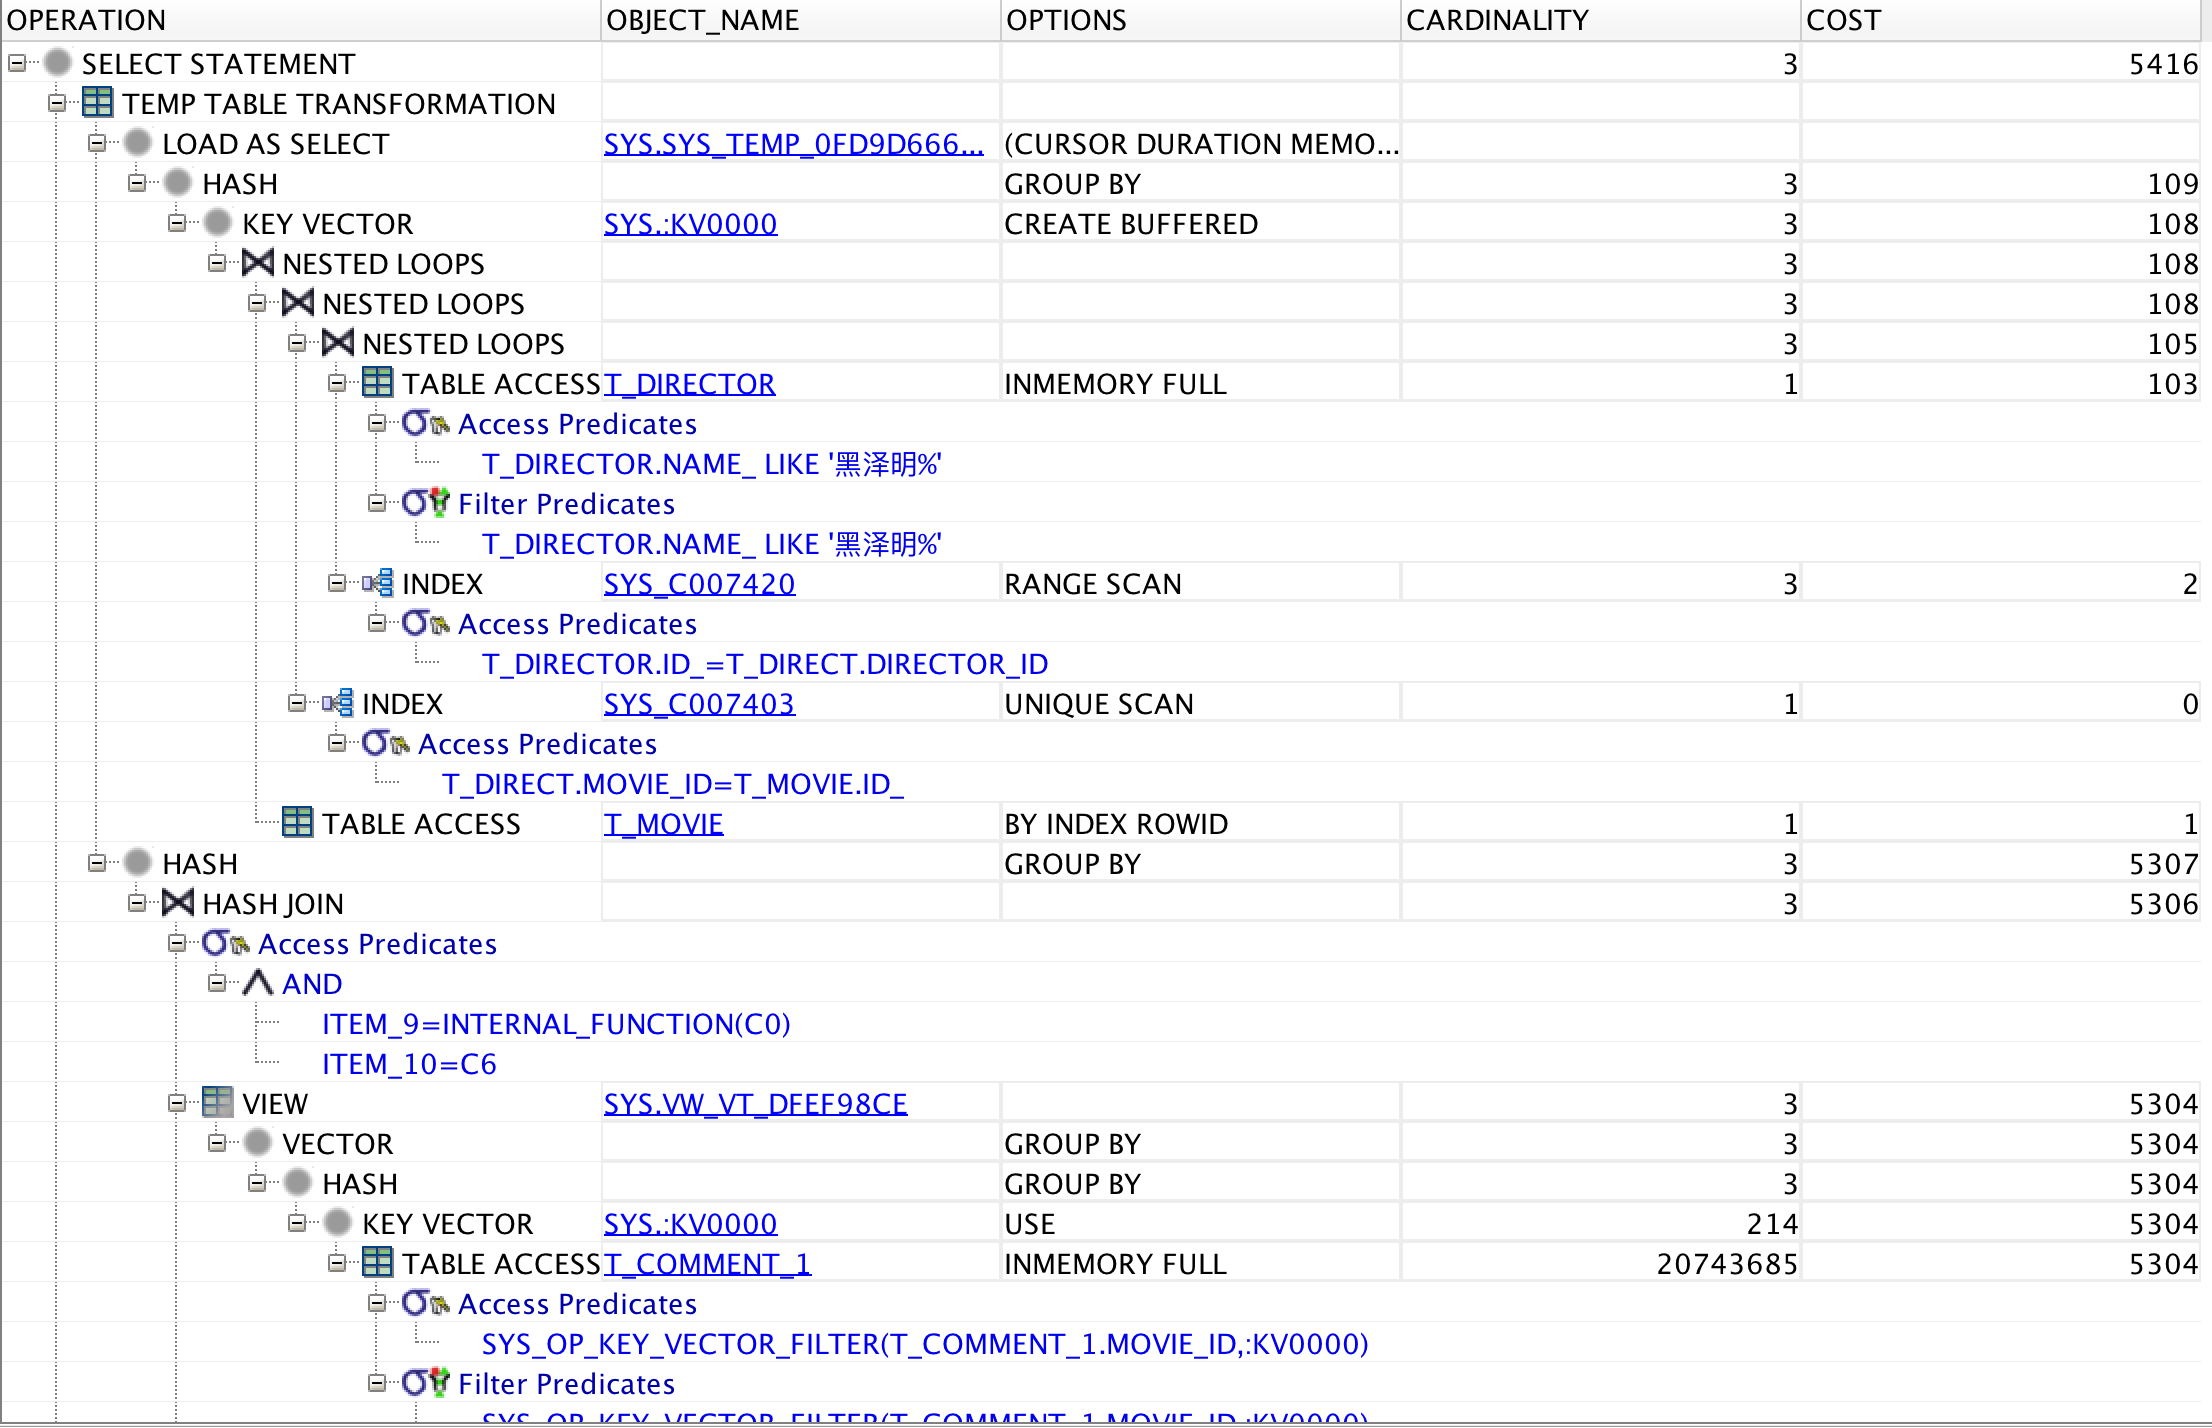 OPERATION OBJECT_NAME OPTIONS CARDINALITY COST
SELECT STATEMENT 3 5416
TEMP TABLE TRANSFORMATION
LOAD AS SELECT SYS.SYS_TEMP_0FD9D666... (CURSOR DURATION MEMO...
HASH GROUP BY 3 109
KEY VECTOR SYS.:KV0000 CREATE BUFFERED 3 108
NESTED LOOPS 3 108
NESTED LOOPS 3 108
NESTED LOOPS 3 105
TABLE ACCESS T_DIRECTOR INMEMORY FULL 1 103
Access Predicates
T_DIRECTOR.NAME_ LIKE '黑泽明%'
Filter Predicates
T_DIRECTOR.NAME_ LIKE '黑泽明%'
INDEX SYS_C007420 RANGE SCAN 3 2
Access Predicates
T_DIRECTOR.ID_=T_DIRECT.DIRECTOR_ID
INDEX SYS_C007403 UNIQUE SCAN 1 0
Access Predicates
T_DIRECT.MOVIE_ID=T_MOVIE.ID_
TABLE ACCESS T_MOVIE BY INDEX ROWID 1 1
HASH GROUP BY 3 5307
HASH JOIN 3 5306
Access Predicates
AND
ITEM_9=INTERNAL_FUNCTION(C0)
ITEM_10=C6
VIEW SYS.VW_VT_DFEF98CE 3 5304
VECTOR GROUP BY 3 5304
HASH GROUP BY 3 5304
KEY VECTOR SYS.:KV0000 USE 214 5304
TABLE ACCESS T_COMMENT_1 INMEMORY FULL 20743685 5304
Access Predicates
SYS_OP_KEY_VECTOR_FILTER(T_COMMENT_1.MOVIE_ID,:KV0000)
Filter Predicates
SYS_OP_KEY_VECTOR_FILTER(T_COMMENT_1.MOVIE_ID,:KV0000)